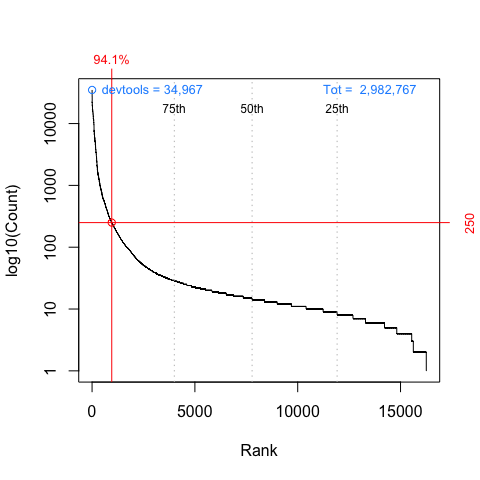 94.1%
devtools = 34,967
Tot = 2,982,767
75th
50th
25th
10000
1000
100
10
1
log10(Count)
250
0
5000
10000
15000
Rank